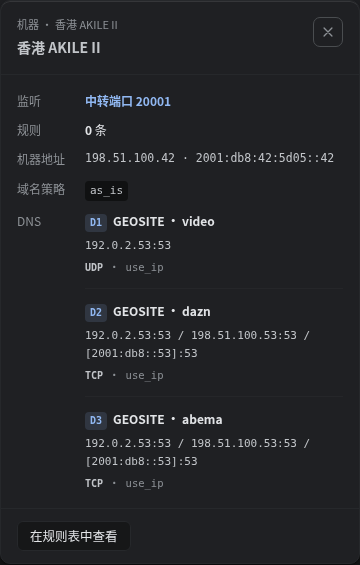 机器 · 香港 AKILE II
香港 AKILE II
监听 中转端口 20001
规则 0 条
机器地址 198.51.100.42 · 2001:db8:42:5d05::42
域名策略 as_is
DNS D1 GEOSITE · video
192.0.2.53:53
UDP · use_ip
D2 GEOSITE · dazn
192.0.2.53:53 / 198.51.100.53:53 /
[2001:db8::53]:53
TCP · use_ip
D3 GEOSITE · abema
192.0.2.53:53 / 198.51.100.53:53 /
[2001:db8::53]:53
TCP · use_ip
在规则表中查看